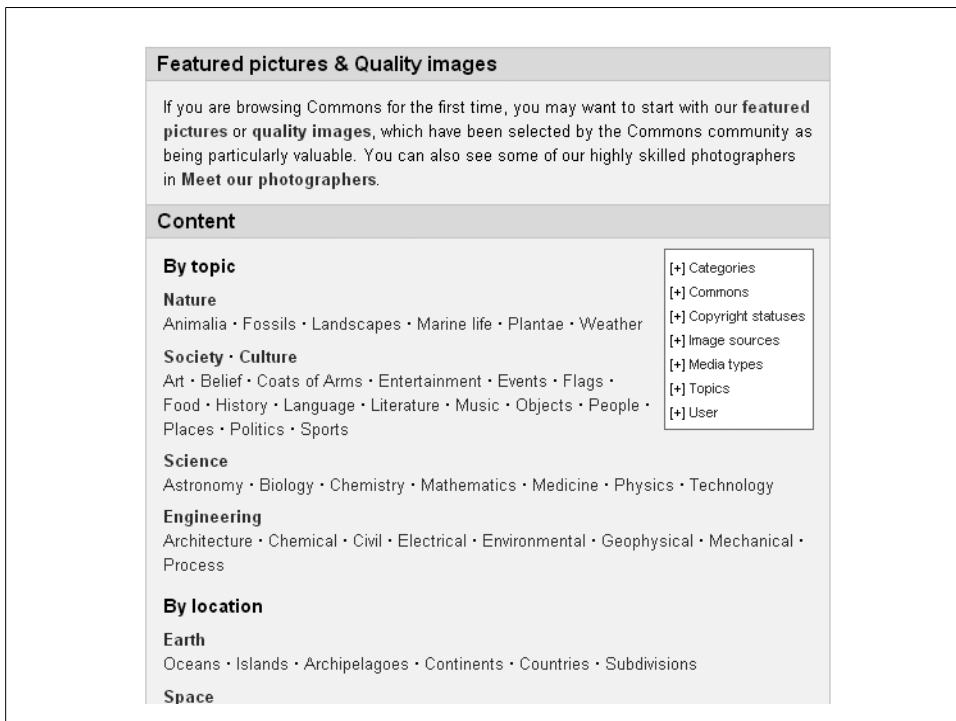 Featured pictures & Quality images
If you are browsing Commons for the first time, you may want to start with our featured
pictures or quality images, which have been selected by the Commons community as
being particularly valuable. You can also see some of our highly skilled photographers
in Meet our photographers.
Content
By topic
Nature
Animalia · Fossils · Landscapes · Marine life · Plantae · Weather
Society · Culture
Art · Belief · Coats of Arms · Entertainment · Events · Flags ·
Food · History · Language · Literature · Music · Objects · People ·
Places · Politics · Sports
[+] Categories
[+] Commons
[+] Copyright statuses
[+] Image sources
[+] Media types
[+] Topics
[+] User
Science
Astronomy · Biology · Chemistry · Mathematics · Medicine · Physics · Technology
Engineering
Architecture · Chemical · Civil · Electrical · Environmental · Geophysical · Mechanical ·
Process
By location
Earth
Oceans · Islands · Archipelagoes · Continents · Countries · Subdivisions
Space